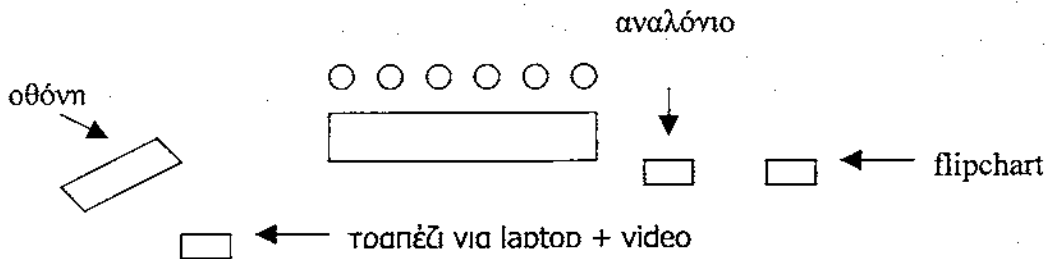 αναλόνιο
οθόνη
flipchart
τραπέζι για laptop + video